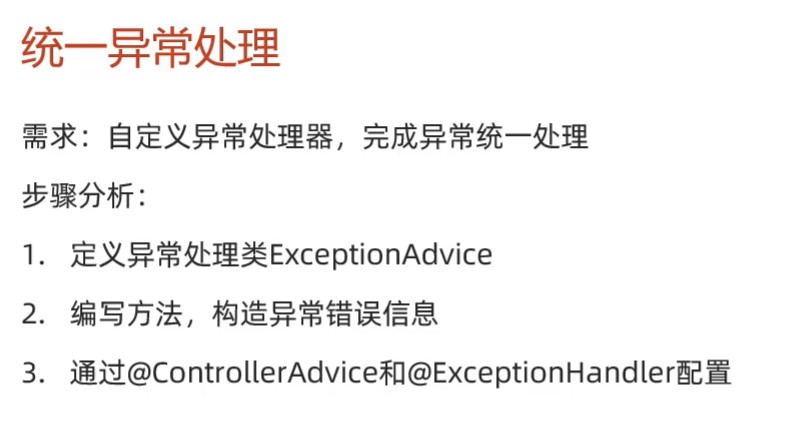 统一异常处理
需求：自定义异常处理器，完成异常统一处理
步骤分析：
1. 定义异常处理类ExceptionAdvice
2. 编写方法，构造异常错误信息
3. 通过@ControllerAdvice和@ExceptionHandler配置